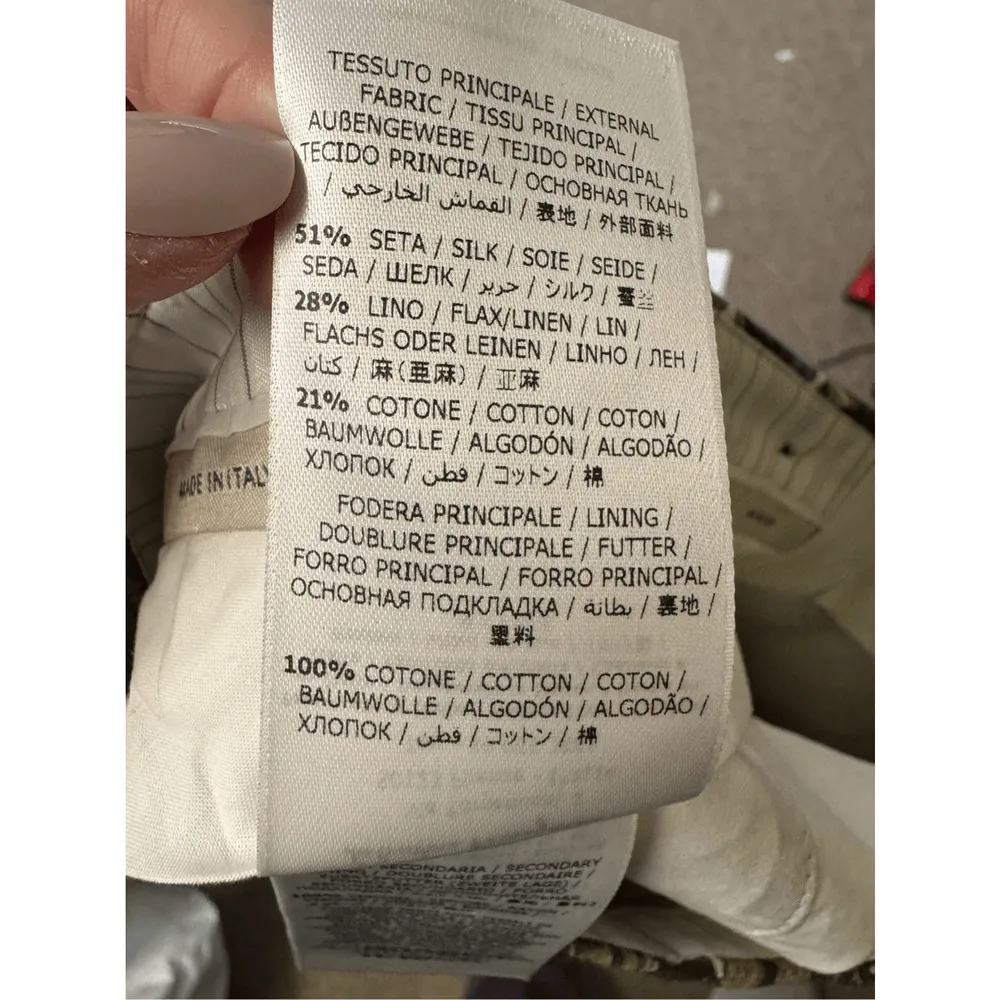 TESSUTO PRINCIPALE / EXTERNAL
FABRIC / TISSU PRINCIPAL /
AUßENGEWEBE / TEJIDO PRINCIPAL /
TECIDO PRINCIPAL / ОСНОВНАЯ ТКАНЬ
/ القماش الخارجي / 表地 / 外部面料
51% SETA / SILK / SOIE / SEIDE /
SEDA / ШЕЛК / حرير / シルク / 蚕丝
28% LINO / FLAX/LINEN / LIN /
FLACHS ODER LEINEN / LINHO / ЛЕН /
كتان / 麻(亜麻) / 亚麻
21% COTONE / COTTON / COTON /
BAUMWOLLE / ALGODÓN / ALGODÃO /
ХЛОПОК / قطن / コットン / 棉
FODERA PRINCIPALE / LINING /
DOUBLURE PRINCIPALE / FUTTER /
FORRO PRINCIPAL / FORRO PRINCIPAL /
ОСНОВНАЯ ПОДКЛАДКА / بطانة / 裏地 /
里料
100% COTONE / COTTON / COTON /
BAUMWOLLE / ALGODÓN / ALGODÃO /
ХЛОПОК / قطن / コットン / 棉
MADE IN ITALY
SECONDARIA / SECONDARY
DOUBLURE SECONDAIRE /
(ZWEITE LAGE) /
FORRO